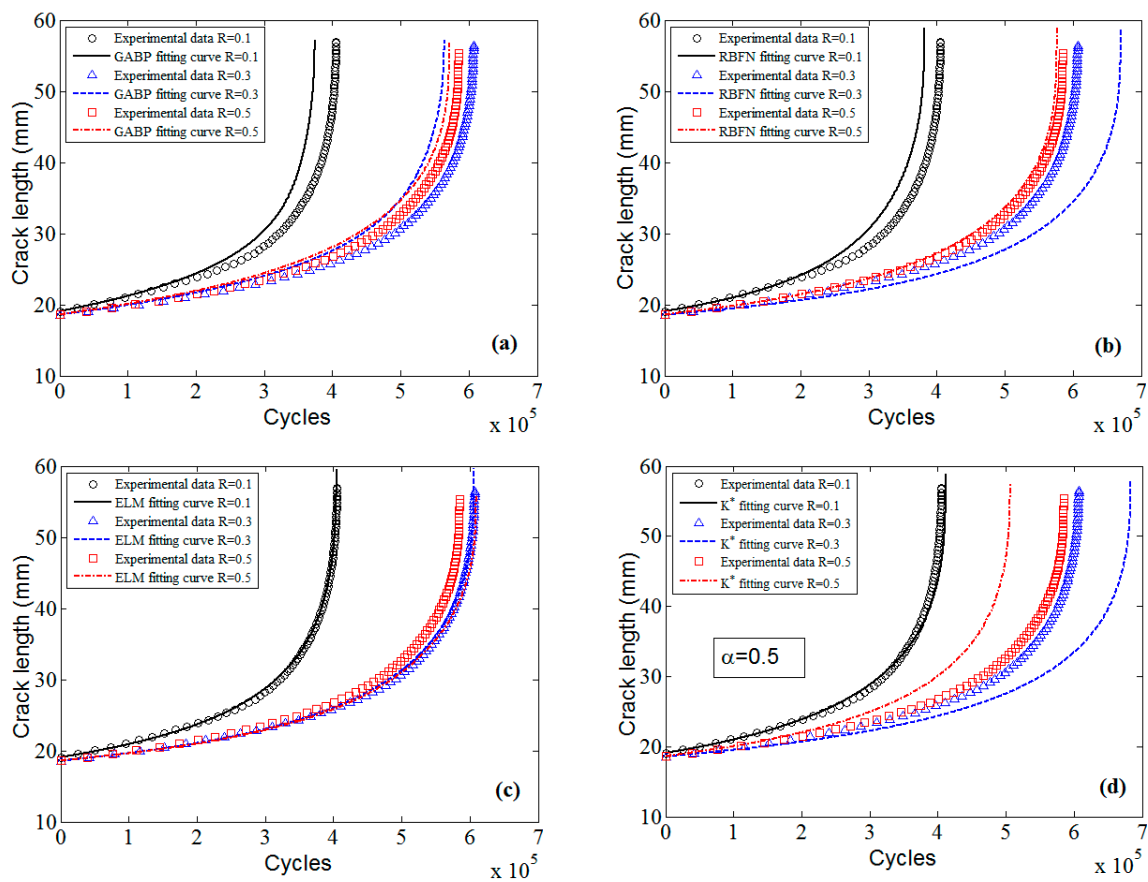 60
50
40
30
20
10
Crack length (mm)
Experimental data R=0.1
GABP fitting curve R=0.1
Experimental data R=0.3
GABP fitting curve R=0.3
Experimental data R=0.5
GABP fitting curve R=0.5
(a)
0 1 2 3 4 5 6 7
Cycles
x 10^5
60
50
40
30
20
10
Crack length (mm)
Experimental data R=0.1
RBFN fitting curve R=0.1
Experimental data R=0.3
RBFN fitting curve R=0.3
Experimental data R=0.5
RBFN fitting curve R=0.5
(b)
0 1 2 3 4 5 6 7
Cycles
x 10^5
60
50
40
30
20
10
Crack length (mm)
Experimental data R=0.1
ELM fitting curve R=0.1
Experimental data R=0.3
ELM fitting curve R=0.3
Experimental data R=0.5
ELM fitting curve R=0.5
(c)
0 1 2 3 4 5 6 7
Cycles
x 10^5
60
50
40
30
20
10
Crack length (mm)
Experimental data R=0.1
K* fitting curve R=0.1
Experimental data R=0.3
K* fitting curve R=0.3
Experimental data R=0.5
K* fitting curve R=0.5
α=0.5
(d)
0 1 2 3 4 5 6 7
Cycles
x 10^5